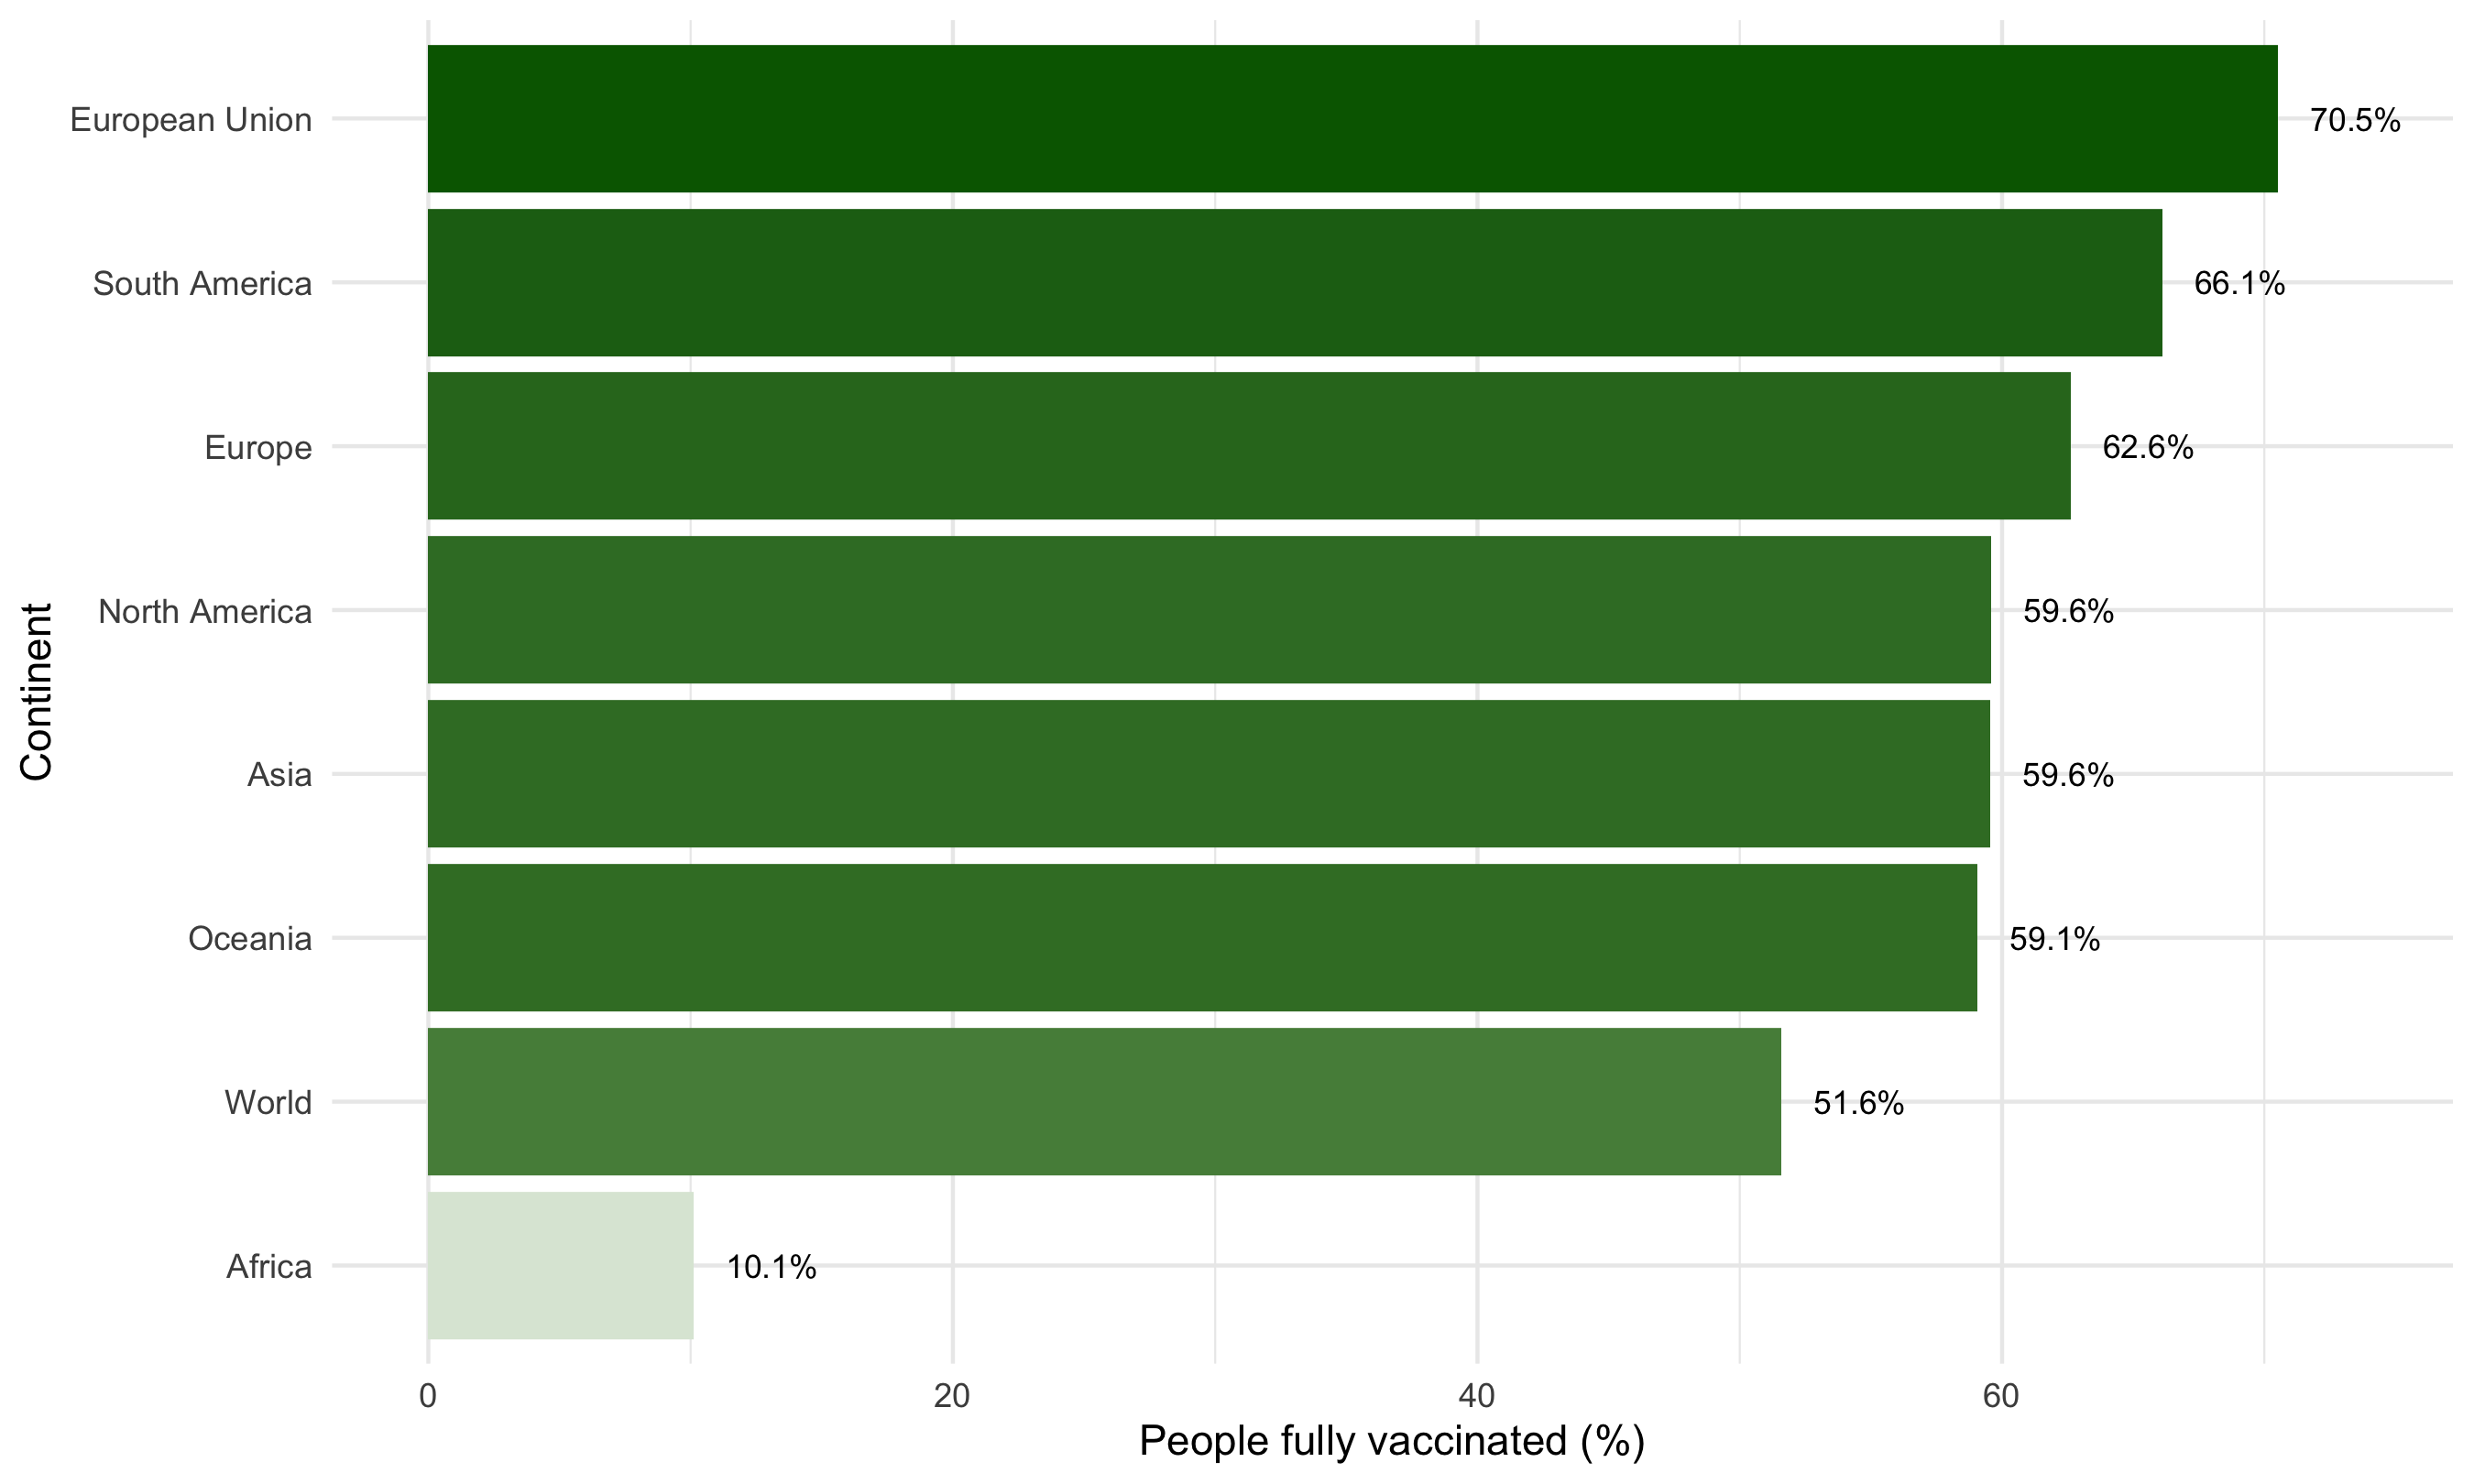 Continent
European Union
70.5%
South America
66.1%
Europe
62.6%
North America
59.6%
Asia
59.6%
Oceania
59.1%
World
51.6%
Africa
10.1%
0 20 40 60
People fully vaccinated (%)